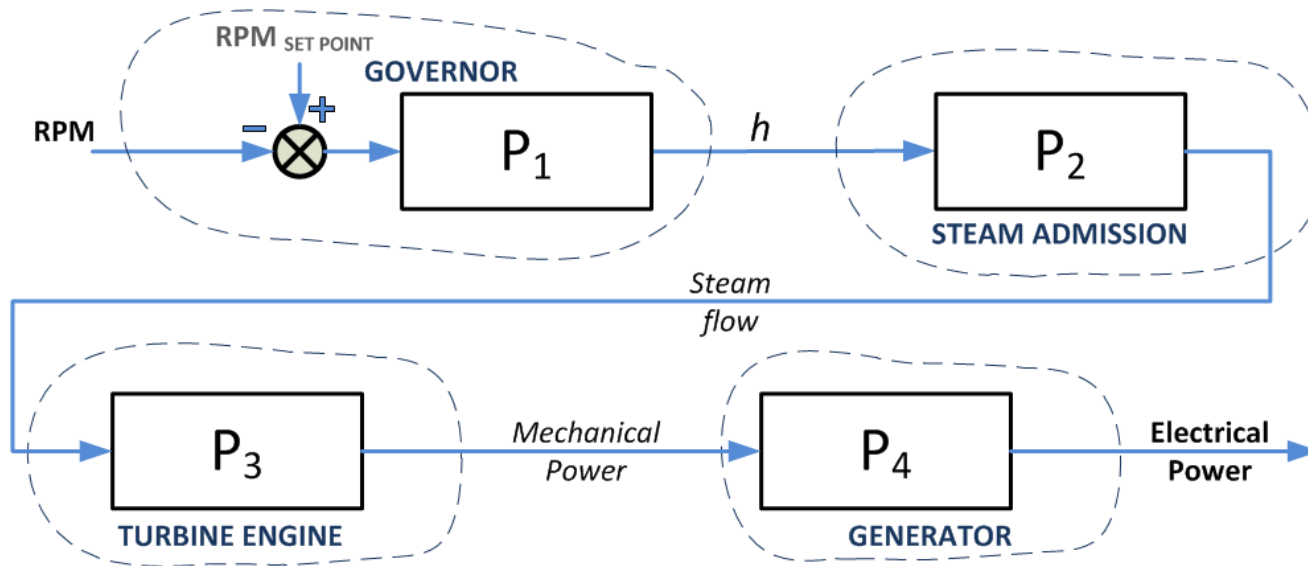 RPM SET POINT
GOVERNOR
− +
RPM
P1
h
P2
STEAM ADMISSION
Steam
flow
P3
Mechanical
Power
P4
Electrical
Power
TURBINE ENGINE
GENERATOR